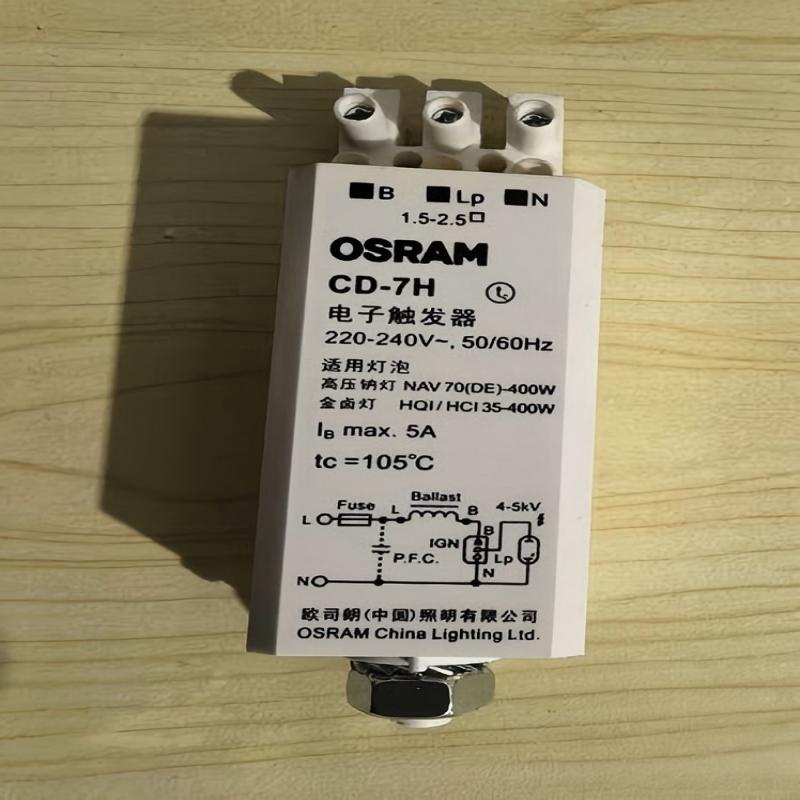 B Lp N
1.5-2.5□
OSRAM
CD-7H
电子触发器
220-240V~, 50/60Hz
适用灯泡
高压钠灯 NAV 70(DE)-400W
金卤灯 HQI/HCI 35-400W
IB max. 5A
tc =105℃
Fuse L Ballast B 4-5kV
L
B
IGN
P.F.C. Lp
N
N
欧司朗(中国)照明有限公司
OSRAM China Lighting Ltd.